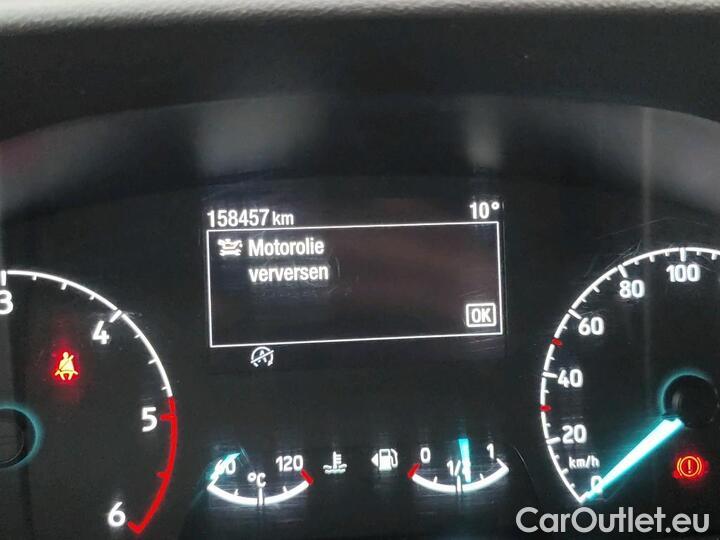 158457 km 10°
Motorolie
verversen
OK
3 4 5 6
60 °C 120
0 1/2 1
0 20 40 60 80 100
km/h
CarOutlet.eu